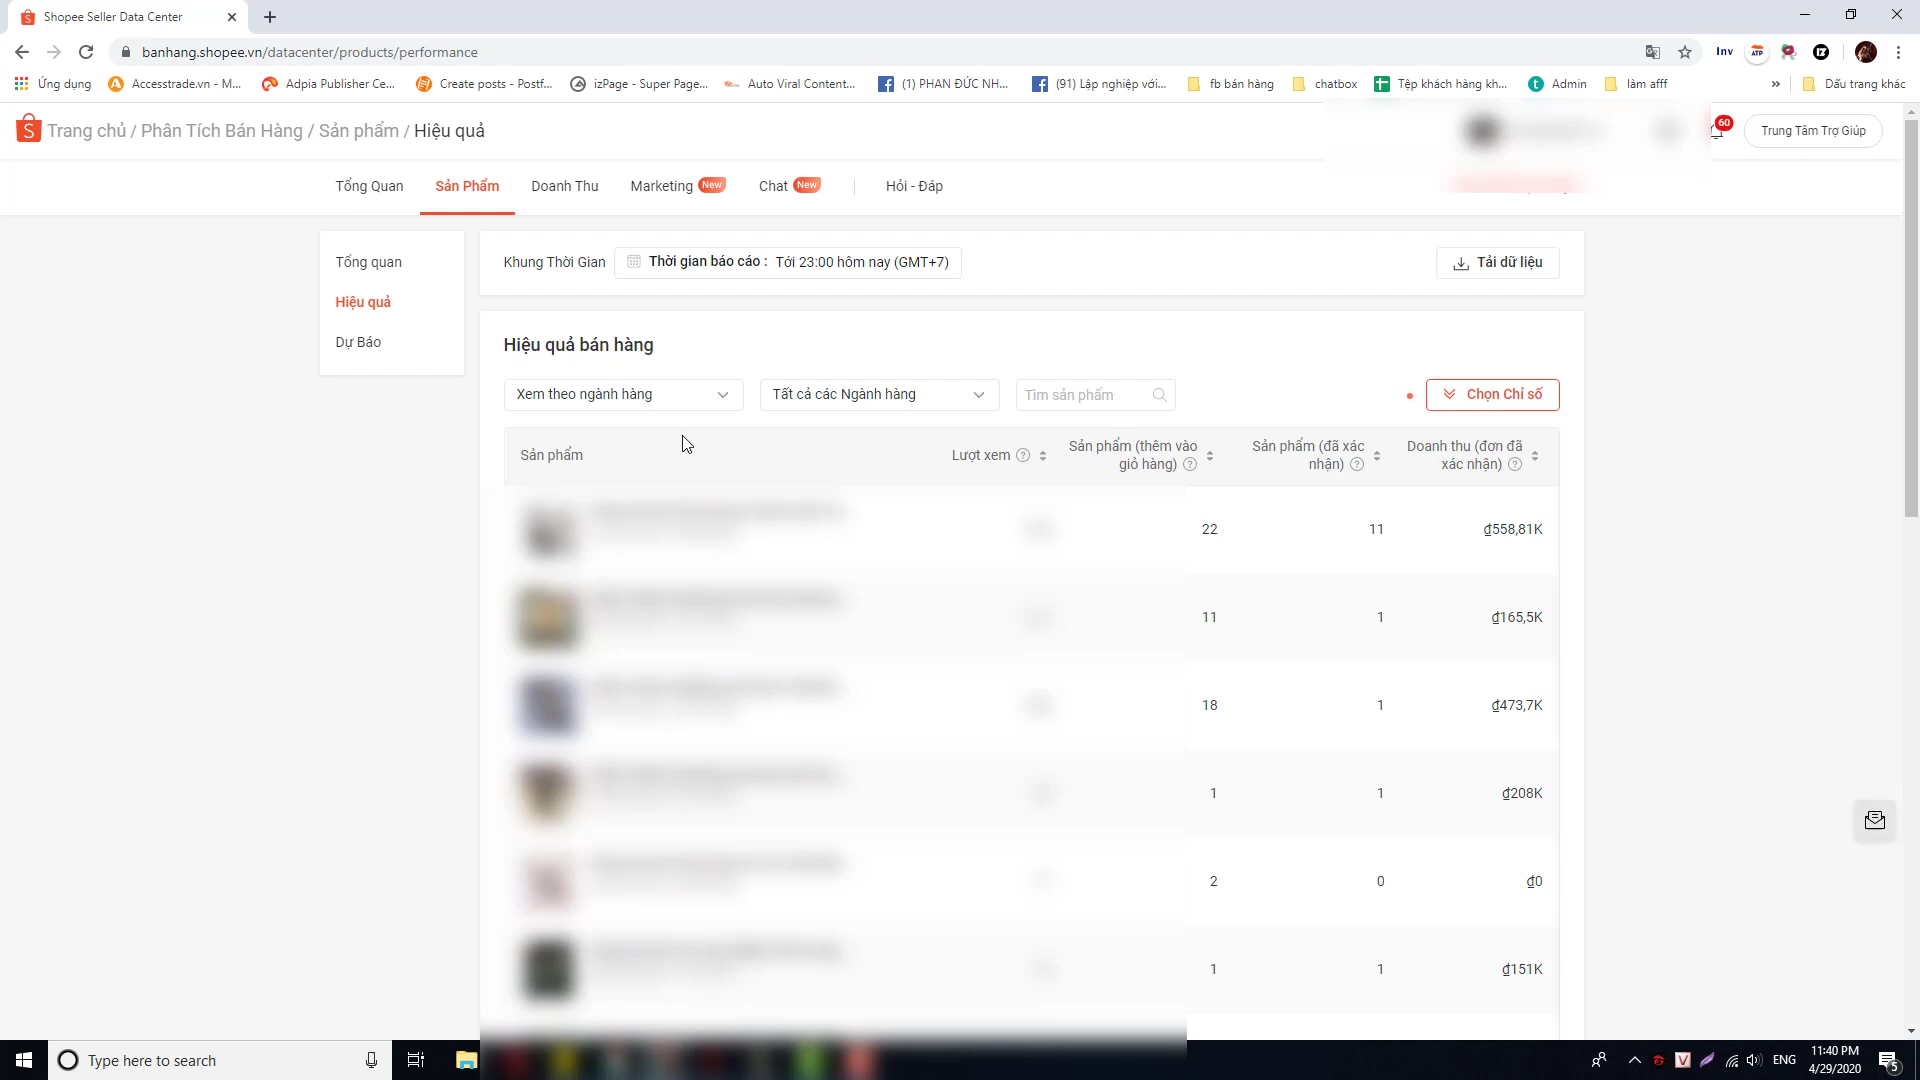 Shopee Seller Data Center
banhang.shopee.vn/datacenter/products/performance
Inv
ATP
Ứng dụng
Accesstrade.vn - M...
Adpia Publisher Ce...
Create posts - Postf...
izPage - Super Page...
Auto Viral Content...
(1) PHAN ĐỨC NH...
(91) Lập nghiệp với...
fb bán hàng
chatbox
Tệp khách hàng kh...
Admin
làm afff
»
Dấu trang khác
Trang chủ / Phân Tích Bán Hàng / Sản phẩm / Hiệu quả
60
Trung Tâm Trợ Giúp
Tổng Quan
Sản Phẩm
Doanh Thu
Marketing New
Chat New
Hỏi - Đáp
Tổng quan
Hiệu quả
Dự Báo
Khung Thời Gian
Thời gian báo cáo : Tới 23:00 hôm nay (GMT+7)
Tải dữ liệu
Hiệu quả bán hàng
Xem theo ngành hàng
Tất cả các Ngành hàng
Tìm sản phẩm
Chọn Chỉ số
Sản phẩm
Lượt xem
Sản phẩm (thêm vào
giỏ hàng)
Sản phẩm (đã xác
nhận)
Doanh thu (đơn đã
xác nhận)
22 11 ₫558,81K
11 1 ₫165,5K
18 1 ₫473,7K
1 1 ₫208K
2 0 ₫0
1 1 ₫151K
Type here to search
ENG
11:40 PM
4/29/2020
5